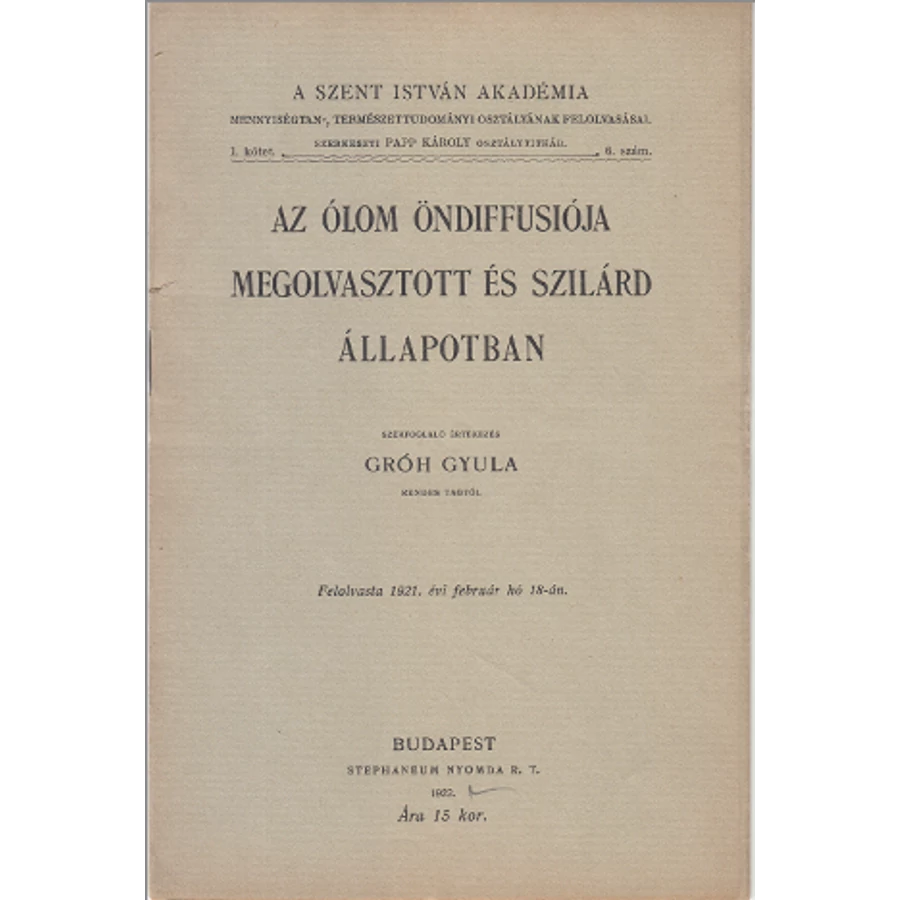 A SZENT ISTVÁN AKADÉMIA
MENNYISÉGTAN-, TERMÉSZETTUDOMÁNYI OSZTÁLYÁNAK FELOLVASÁSAI.
SZERKESZTI PAPP KÁROLY OSZTÁLYTITKÁR.
I. kötet. 6. szám.
AZ ÓLOM ÖNDIFFUSIÓJA
MEGOLVASZTOTT ÉS SZILÁRD
ÁLLAPOTBAN
SZÉKFOGLALÓ ÉRTEKEZÉS
GRÓH GYULA
RENDES TAGTÓL
Felolvasta 1921. évi február hó 18-án.
BUDAPEST
STEPHANEUM NYOMDA R. T.
1922.
Ára 15 kor.